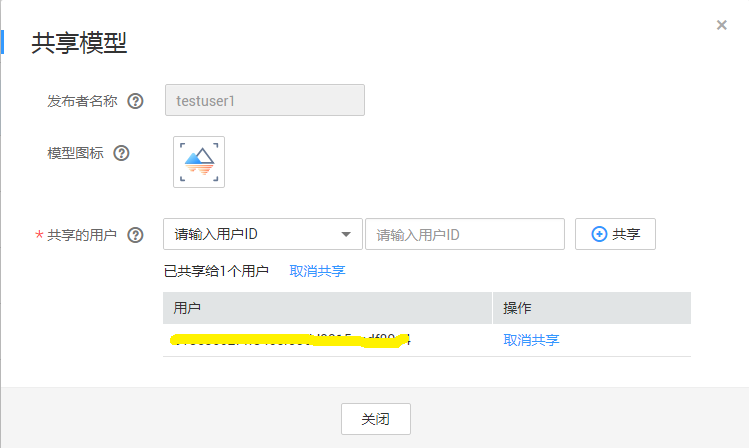 共享模型
发布者名称
testuser1
模型图标
* 共享的用户 请输入用户ID 请输入用户ID 共享
已共享给1个用户 取消共享
用户 操作
取消共享
关闭